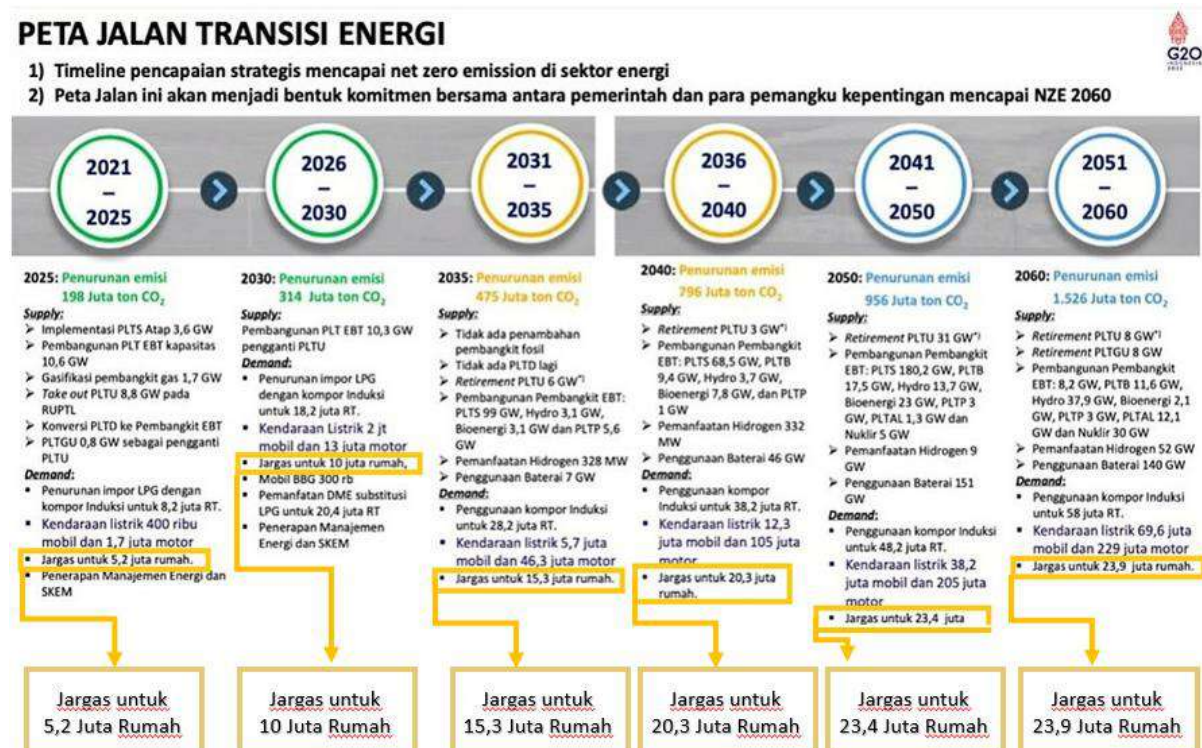 PETA JALAN TRANSISI ENERGI
G20
INDONESIA
2022
1) Timeline pencapaian strategis mencapai net zero emission di sektor energi
2) Peta Jalan ini akan menjadi bentuk komitmen bersama antara pemerintah dan para pemangku kepentingan mencapai NZE 2060
2021
–
2025
2026
–
2030
2031
–
2035
2036
–
2040
2041
–
2050
2051
–
2060
2025: Penurunan emisi
198 Juta ton CO2
Supply:
➢ Implementasi PLTS Atap 3,6 GW
➢ Pembangunan PLT EBT kapasitas
10,6 GW
➢ Gasifikasi pembangkit gas 1,7 GW
➢ Take out PLTU 8,8 GW pada
RUPTL
➢ Konversi PLTD ke Pembangkit EBT
➢ PLTGU 0,8 GW sebagai pengganti
PLTU
Demand:
▪ Penurunan impor LPG dengan
kompor Induksi untuk 8,2 juta RT.
▪ Kendaraan listrik 400 ribu
mobil dan 1,7 juta motor
▪ Jargas untuk 5,2 juta rumah.
▪ Penerapan Manajemen Energi dan
SKEM
2030: Penurunan emisi
314 Juta ton CO2
Supply:
Pembangunan PLT EBT 10,3 GW
pengganti PLTU
Demand:
▪ Penurunan impor LPG
dengan kompor Induksi
untuk 18,2 juta RT.
▪ Kendaraan Listrik 2 jt
mobil dan 13 juta motor
▪ Jargas untuk 10 juta rumah,
▪ Mobil BBG 300 rb
▪ Pemanfatan DME substitusi
LPG untuk 20,4 juta RT
▪ Penerapan Manajemen
Energi dan SKEM
2035: Penurunan emisi
475 Juta ton CO2
Supply:
➢ Tidak ada penambahan
pembangkit fosil
➢ Tidak ada PLTD lagi
➢ Retirement PLTU 6 GW*)
➢ Pembangunan Pembangkit EBT:
PLTS 99 GW, Hydro 3,1 GW,
Bioenergi 3,1 GW dan PLTP 5,6
GW
➢ Pemanfaatan Hidrogen 328 MW
➢ Penggunaan Baterai 7 GW
Demand:
▪ Penggunaan kompor Induksi
untuk 28,2 juta RT.
▪ Kendaraan listrik 5,7 juta
mobil dan 46,3 juta motor
▪ Jargas untuk 15,3 juta rumah.
2040: Penurunan emisi
796 Juta ton CO2
Supply:
➢ Retirement PLTU 3 GW*)
➢ Pembangunan Pembangkit
EBT: PLTS 68,5 GW, PLTB
9,4 GW, Hydro 3,7 GW,
Bioenergi 7,8 GW, dan PLTP
1 GW
➢ Pemanfaatan Hidrogen 332
MW
➢ Penggunaan Baterai 46 GW
Demand:
▪ Penggunaan kompor
Induksi untuk 38,2 juta RT.
▪ Kendaraan listrik 12,3
juta mobil dan 105 juta
motor
▪ Jargas untuk 20,3 juta
rumah.
2050: Penurunan emisi
956 Juta ton CO2
Supply:
➢ Retirement PLTU 31 GW*)
➢ Pembangunan Pembangkit
EBT: PLTS 180,2 GW, PLTB
17,5 GW, Hydro 13,7 GW,
Bioenergi 23 GW, PLTP 3
GW, PLTAL 1,3 GW dan
Nuklir 5 GW
➢ Pemanfaatan Hidrogen 9
GW
➢ Penggunaan Baterai 151
GW
Demand:
▪ Penggunaan kompor Induksi
untuk 48,2 juta RT.
▪ Kendaraan listrik 38,2
juta mobil dan 205 juta
motor
▪ Jargas untuk 23,4 juta
2060: Penurunan emisi
1.526 Juta ton CO2
Supply:
➢ Retirement PLTU 8 GW*)
➢ Retirement PLTGU 8 GW
➢ Pembangunan Pembangkit
EBT: 8,2 GW, PLTB 11,6 GW,
Hydro 37,9 GW, Bioenergi 2,1
GW, PLTP 3 GW, PLTAL 12,1
GW dan Nuklir 30 GW
➢ Pemanfaatan Hidrogen 52 GW
➢ Penggunaan Baterai 140 GW
Demand:
▪ Penggunaan kompor Induksi
untuk 58 juta RT.
▪ Kendaraan listrik 69,6 juta
mobil dan 229 juta motor
▪ Jargas untuk 23,9 juta rumah.
Jargas untuk
5,2 Juta Rumah
Jargas untuk
10 Juta Rumah
Jargas untuk
15,3 Juta Rumah
Jargas untuk
20,3 Juta Rumah
Jargas untuk
23,4 Juta Rumah
Jargas untuk
23,9 Juta Rumah